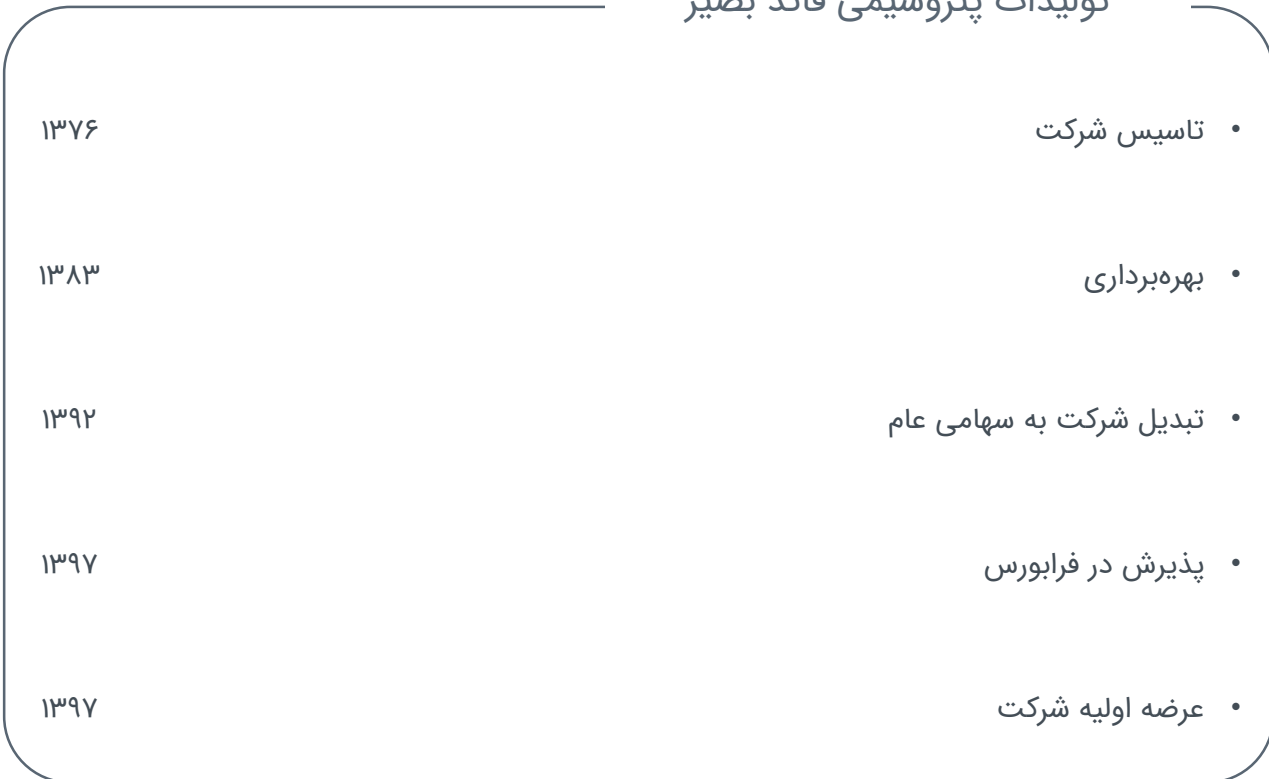 تولیدات پتروشیمی قائد بصیر
• تاسیس شرکت ۱۳۷۶
• بهره‌برداری ۱۳۸۳
• تبدیل شرکت به سهامی عام ۱۳۹۲
• پذیرش در فرابورس ۱۳۹۷
• عرضه اولیه شرکت ۱۳۹۷